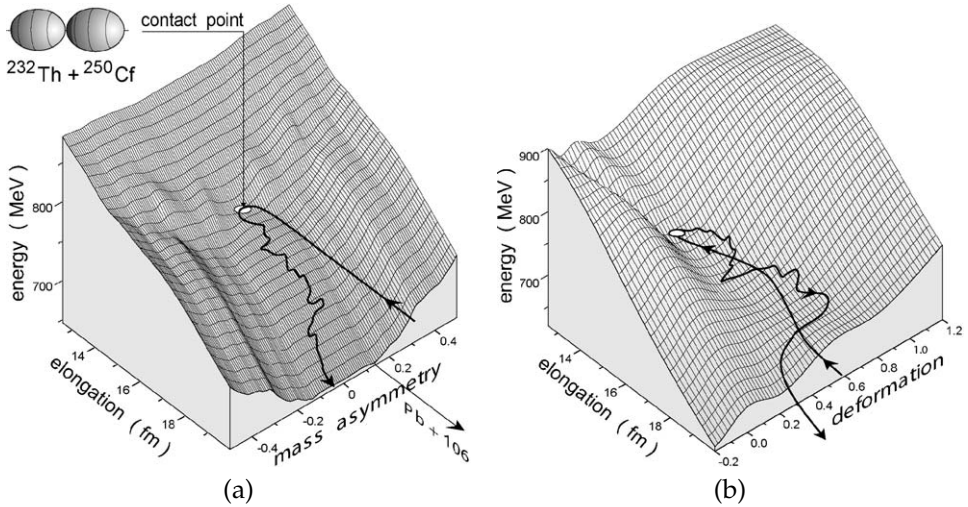 contact point
232Th + 250Cf
energy ( MeV )
800
700
14
16
18
elongation ( fm )
-0.4
-0.2
0
0.2
0.4
mass asymmetry
Pb + 106
(a)
900
800
750
700
energy ( MeV )
14
16
18
elongation ( fm )
-0.2
0.0
0.2
0.4
0.6
0.8
1.0
1.2
deformation
(b)